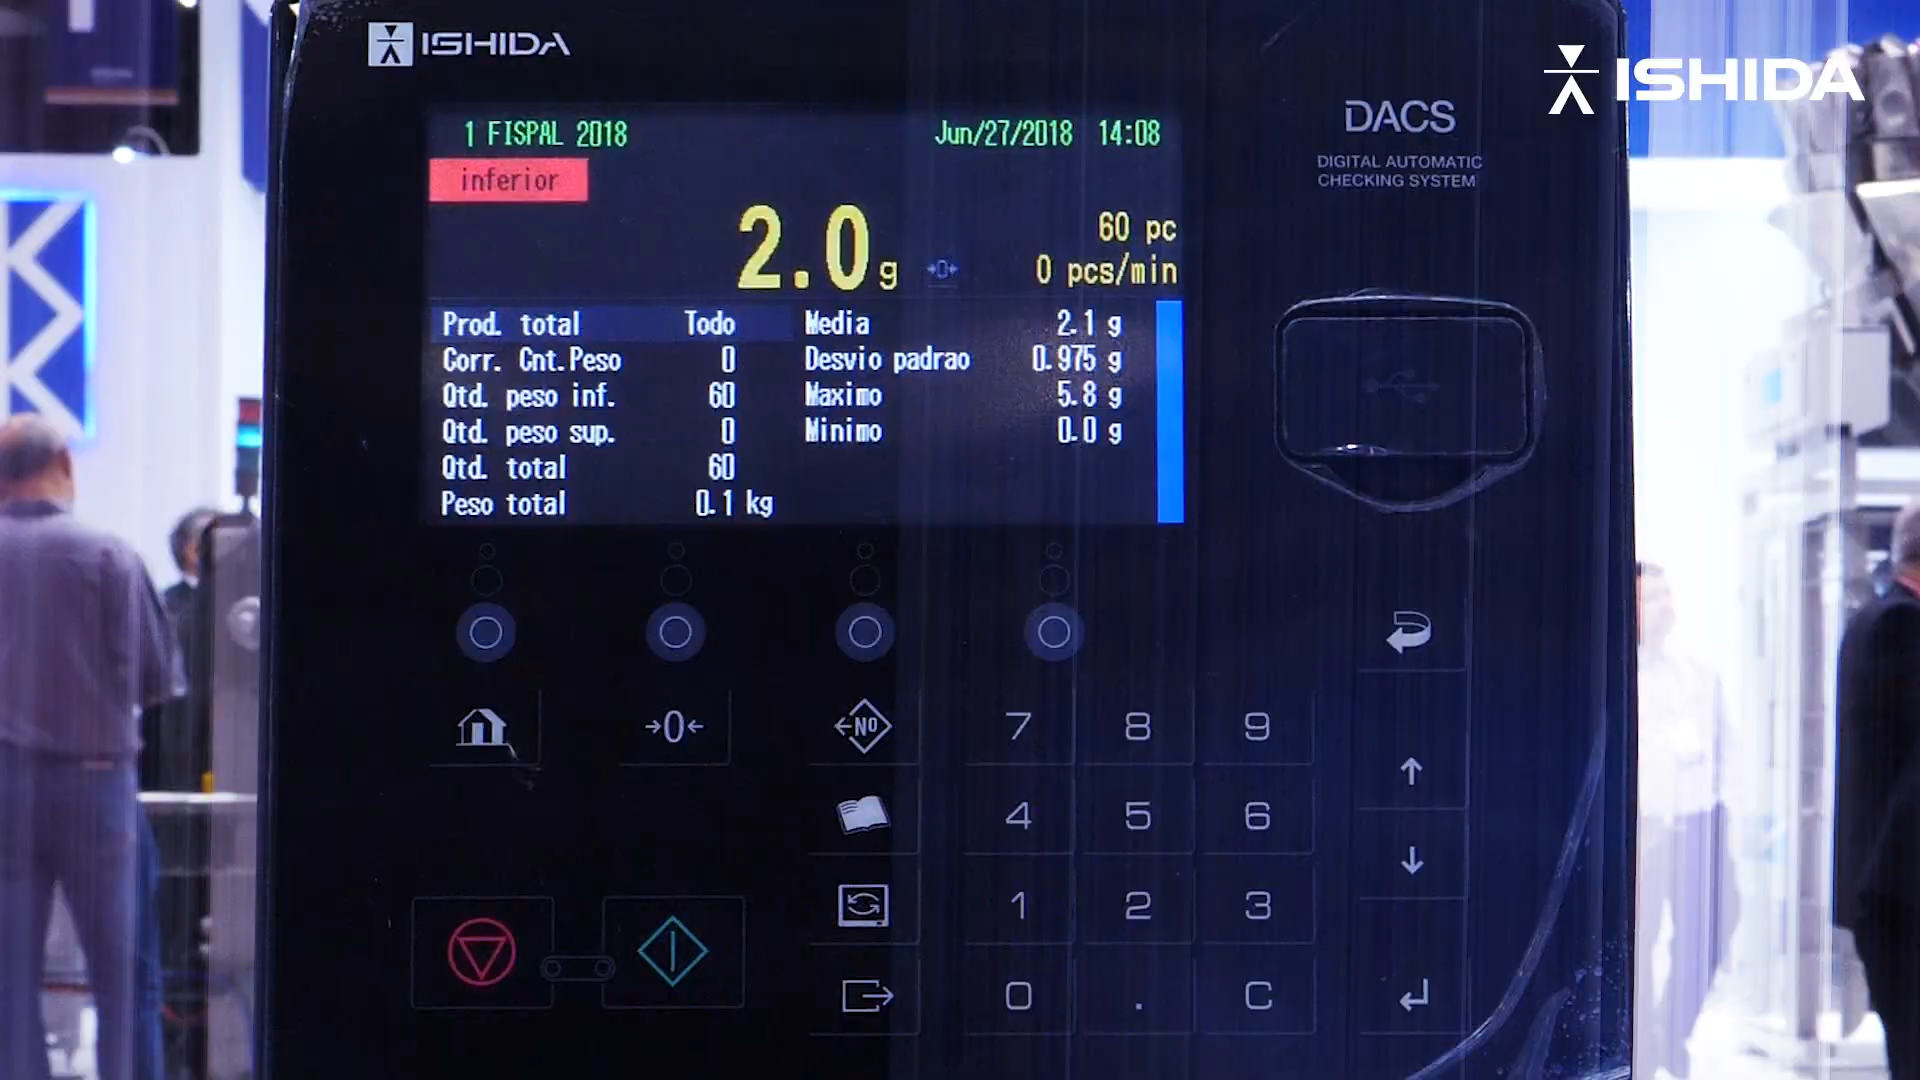 ISHIDA
ISHIDA
DACS
DIGITAL AUTOMATIC
CHECKING SYSTEM
1 FISPAL 2018 Jun/27/2018 14:08
inferior
2.0 g →0←
60 pc
0 pcs/min
Prod. total Todo
Corr. Cnt.Peso 0
Qtd. peso inf. 60
Qtd. peso sup. 0
Qtd. total 60
Peso total 0.1 kg
Media 2.1 g
Desvio padrao 0.975 g
Maximo 5.8 g
Minimo 0.0 g
→0← NO 7 8 9
4 5 6
1 2 3
0 . C